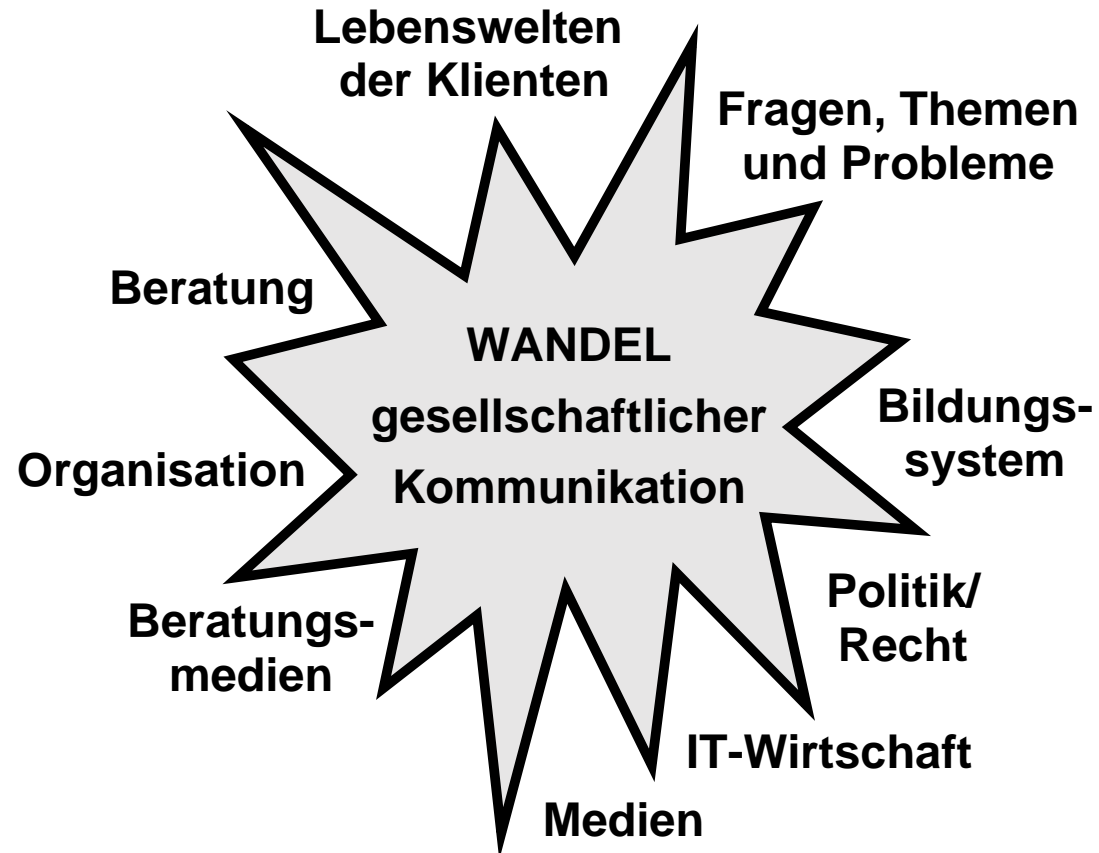 Lebenswelten
der Klienten
Fragen, Themen
und Probleme
Beratung
WANDEL
gesellschaftlicher
Kommunikation
Bildungs-
system
Organisation
Politik/
Recht
Beratungs-
medien
IT-Wirtschaft
Medien